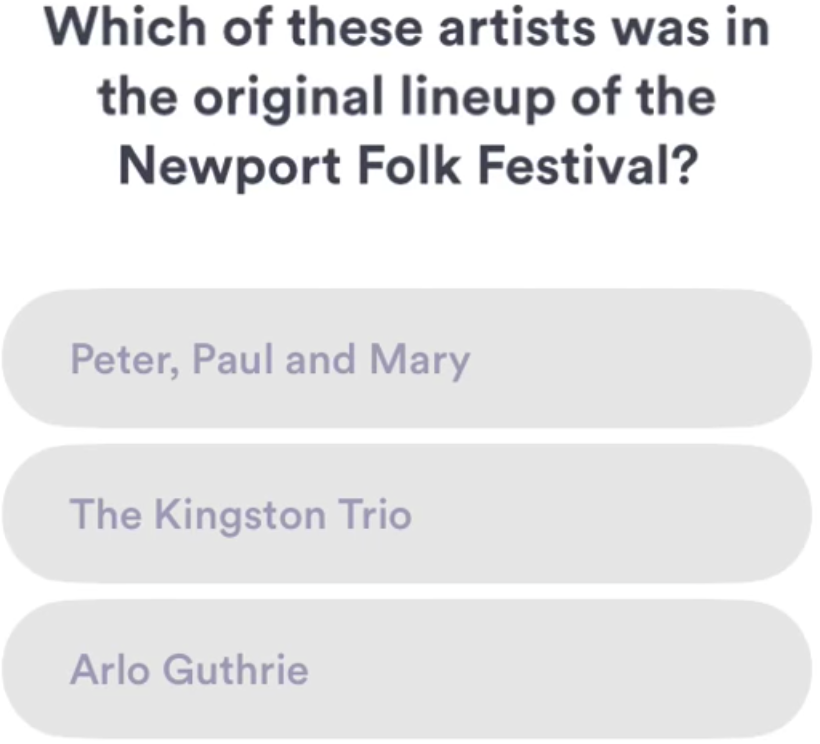 Which of these artists was in
the original lineup of the
Newport Folk Festival?
Peter, Paul and Mary
The Kingston Trio
Arlo Guthrie